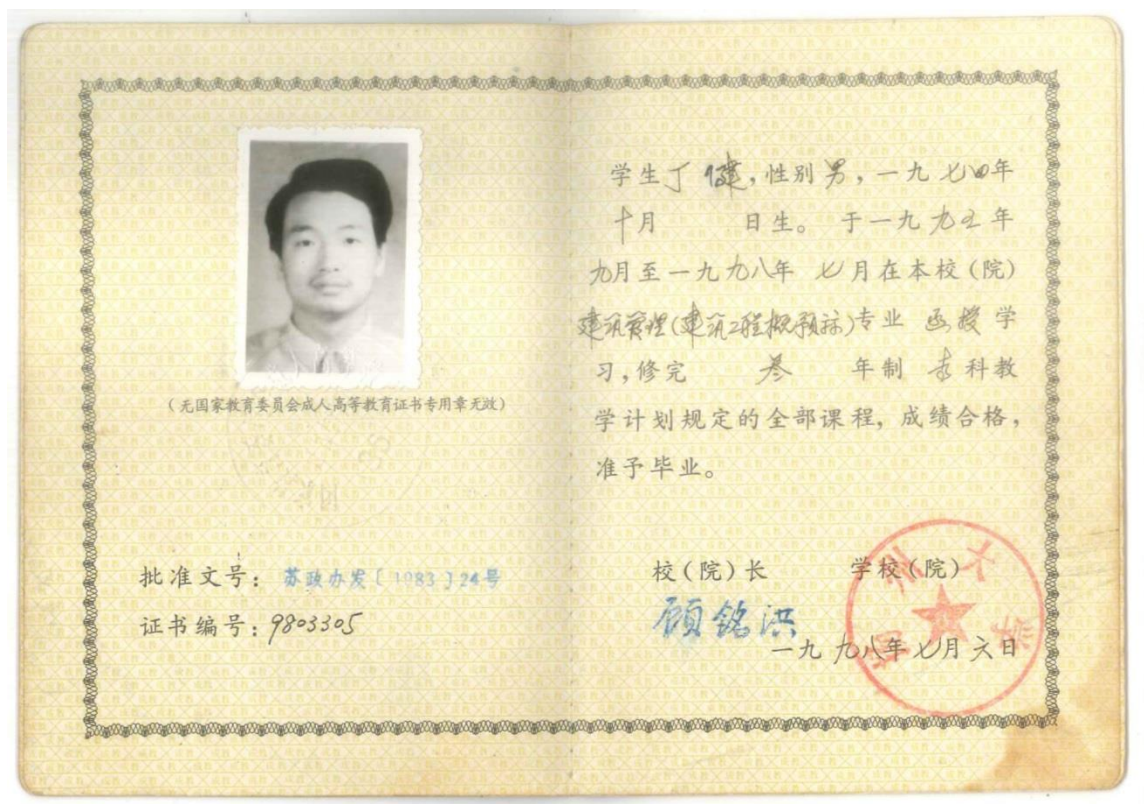 (无国家教育委员会成人高等教育证书专用章无效)
批准文号：苏政办发〔1983〕24号
证书编号：9803305
学生丁健，性别男，一九七四年
十月 日生。于一九九五年
九月至一九九八年 七月在本校(院)
建筑管理(建筑工程概预算)专业 函授学
习，修完 叁 年制 专科教
学计划规定的全部课程，成绩合格，
准予毕业。
校(院)长 学校(院)
顾铭洪
一九九八年七月六日